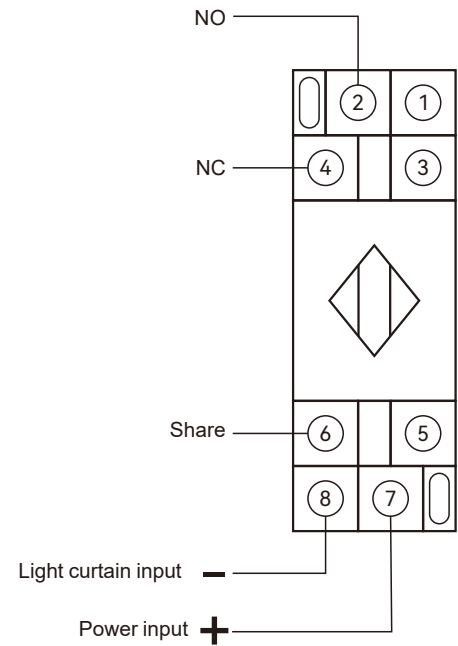 NO
2 1
NC 4 3
Share 6 5
8 7
Light curtain input −
Power input +